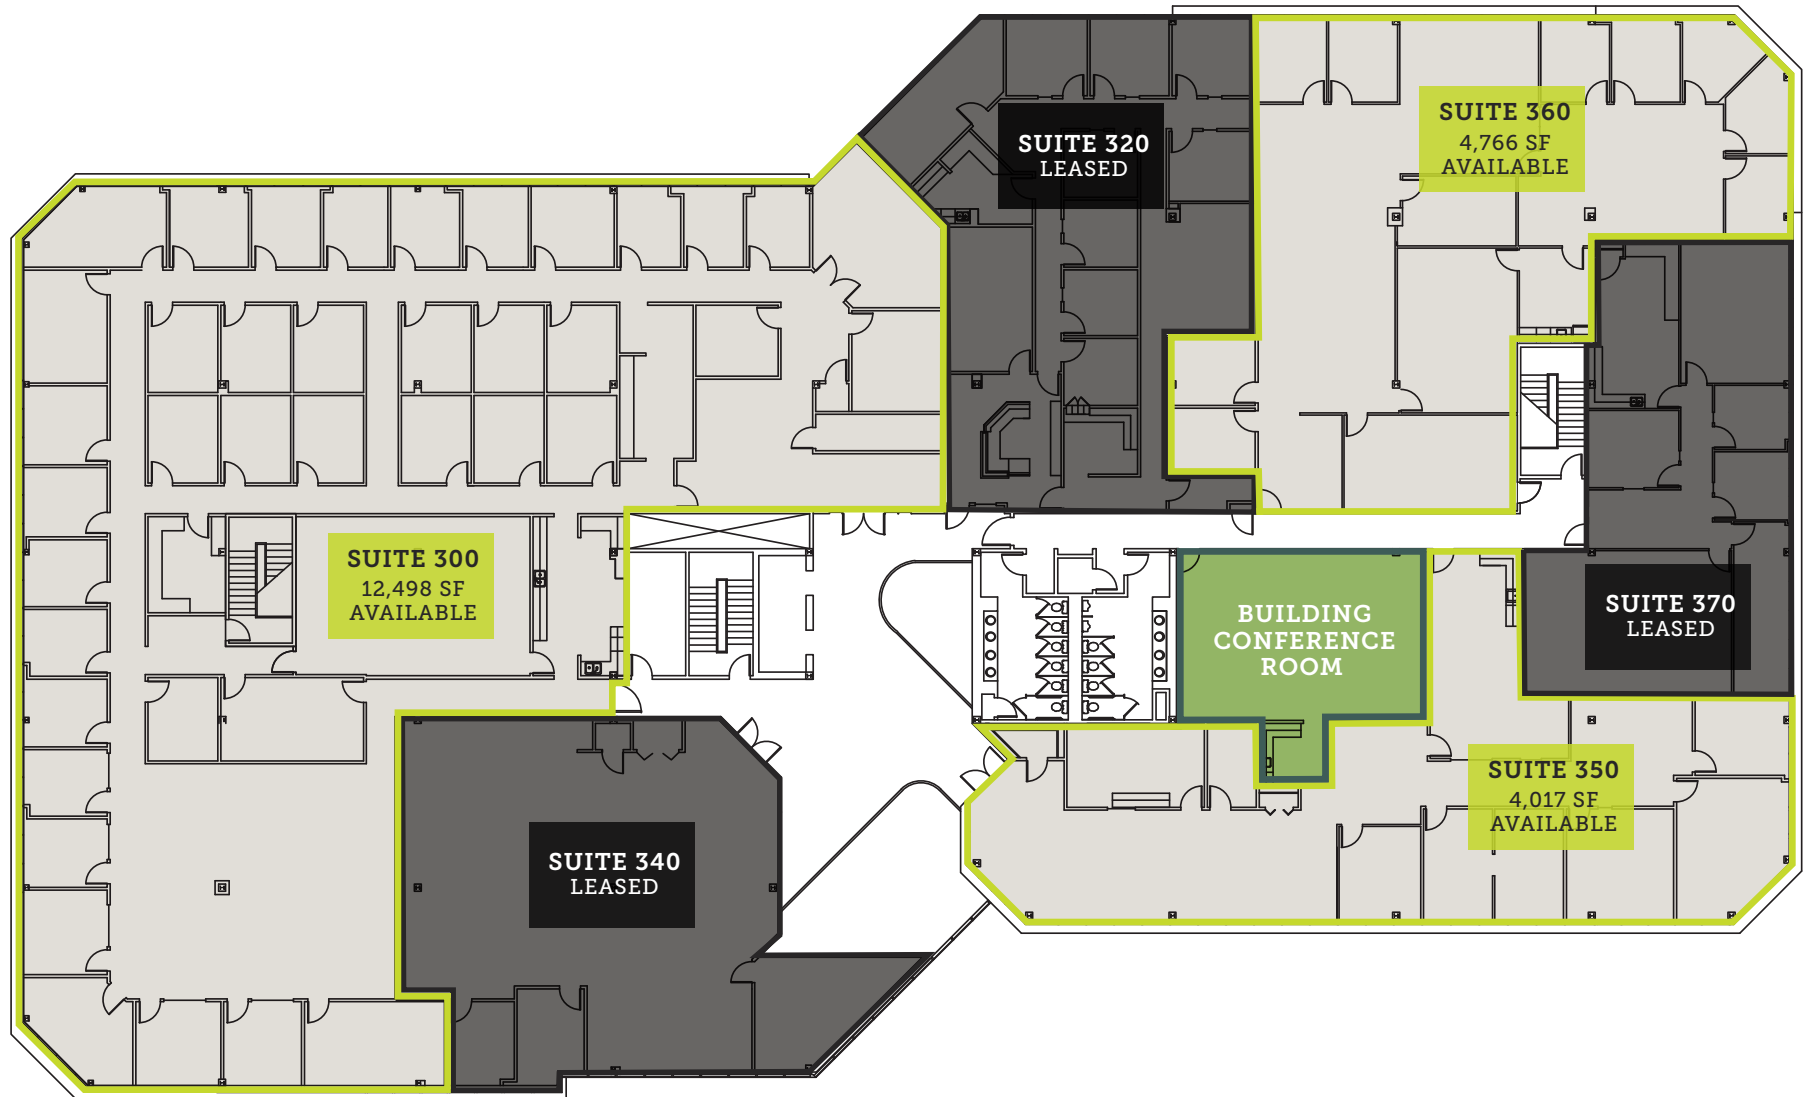 SUITE 320
LEASED
SUITE 360
4,766 SF
AVAILABLE
SUITE 300
12,498 SF
AVAILABLE
BUILDING
CONFERENCE
ROOM
SUITE 370
LEASED
SUITE 340
LEASED
SUITE 350
4,017 SF
AVAILABLE